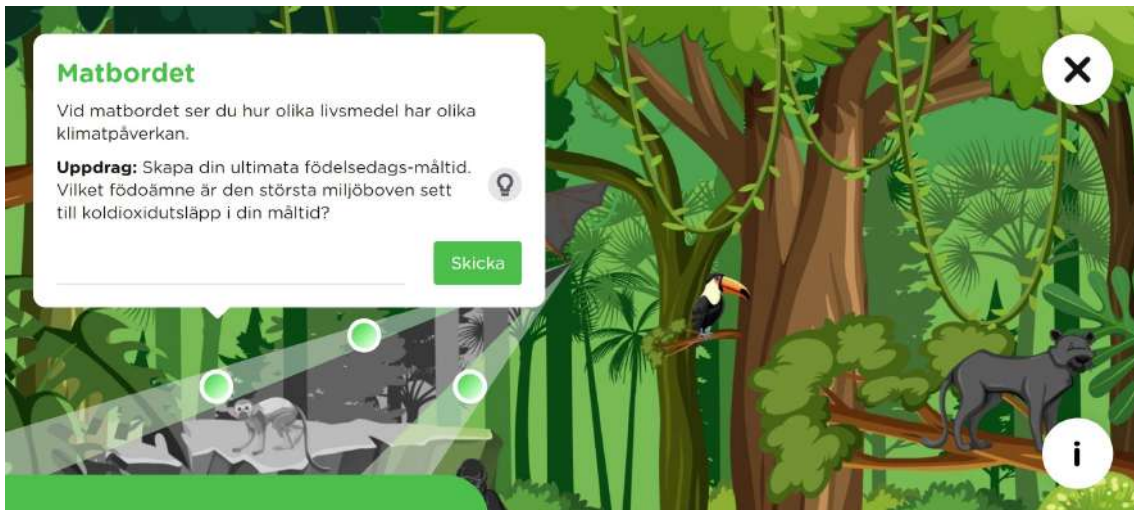 Matbordet
Vid matbordet ser du hur olika livsmedel har olika
klimatpåverkan.
Uppdrag: Skapa din ultimata födelsedags-måltid.
Vilket födoämne är den största miljöboven sett
till koldioxidutsläpp i din måltid?
Skicka
i